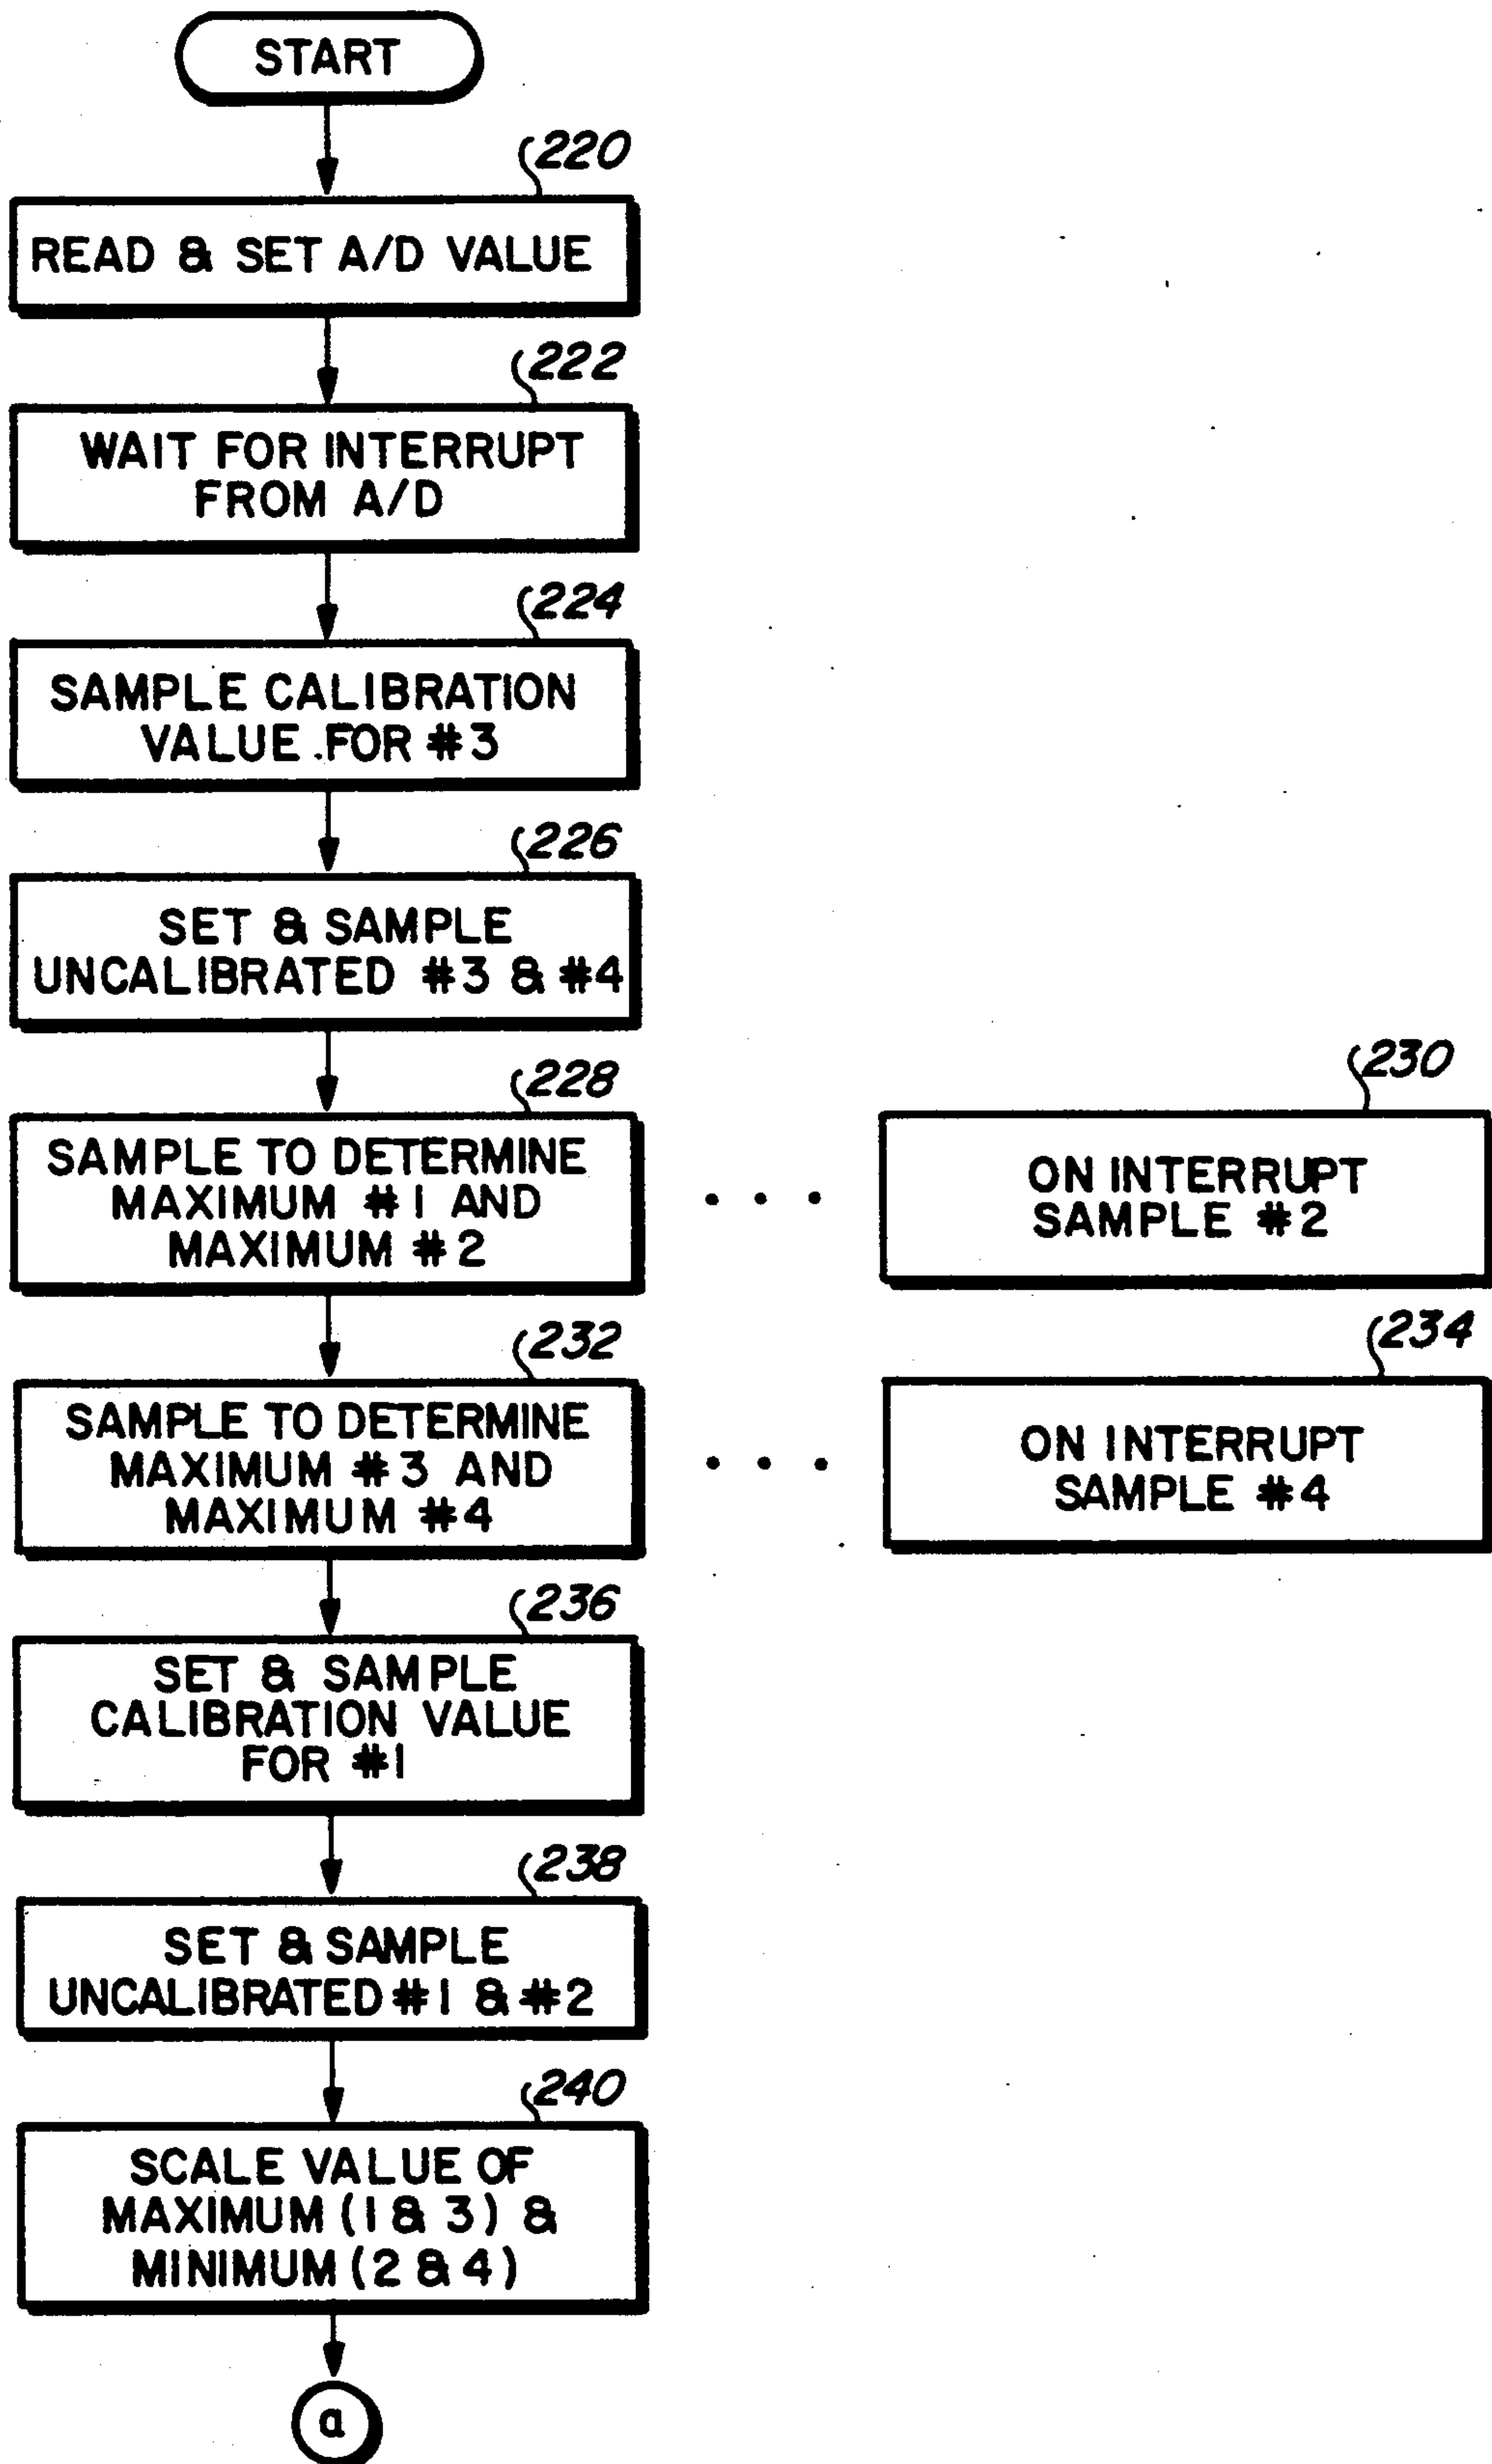 START
220
READ & SET A/D VALUE
222
WAIT FOR INTERRUPT
FROM A/D
224
SAMPLE CALIBRATION
VALUE FOR #3
226
SET & SAMPLE
UNCALIBRATED #3 & #4
228
SAMPLE TO DETERMINE
MAXIMUM #1 AND
MAXIMUM #2
230
ON INTERRUPT
SAMPLE #2
232
SAMPLE TO DETERMINE
MAXIMUM #3 AND
MAXIMUM #4
234
ON INTERRUPT
SAMPLE #4
236
SET & SAMPLE
CALIBRATION VALUE
FOR #1
238
SET & SAMPLE
UNCALIBRATED #1 & #2
240
SCALE VALUE OF
MAXIMUM (1 & 3) &
MINIMUM (2 & 4)
a